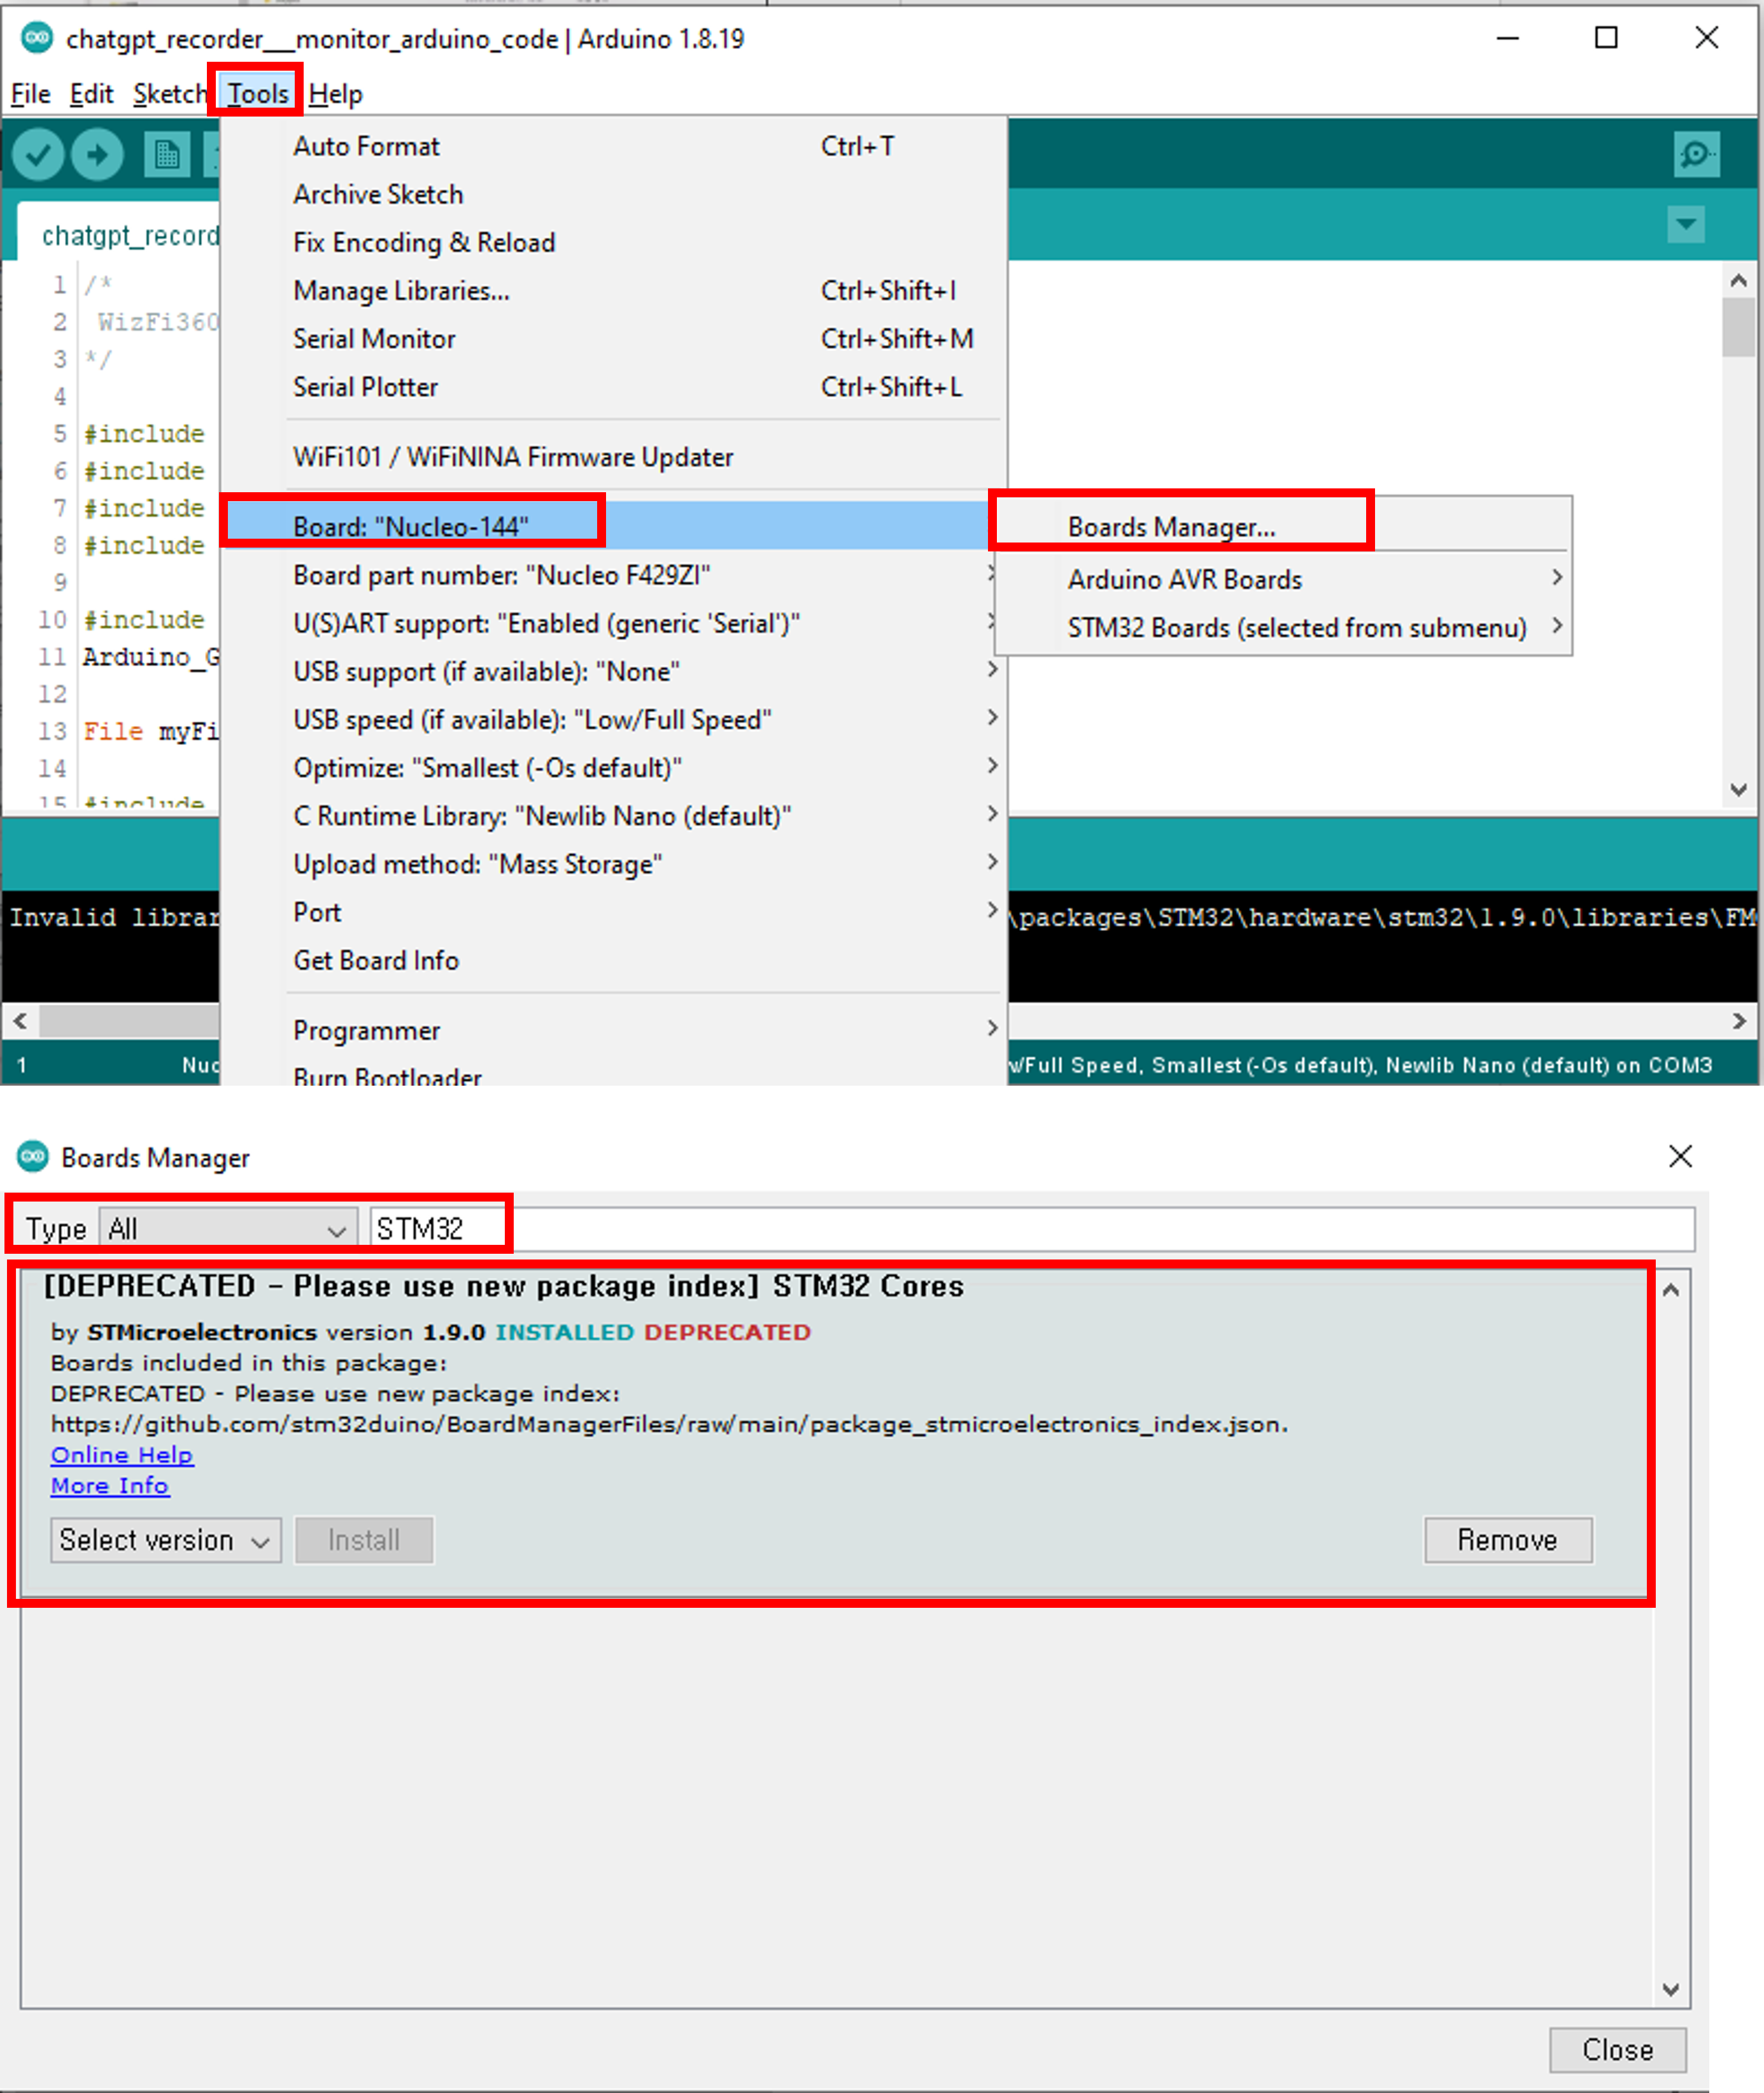 chatgpt_recorder___monitor_arduino_code | Arduino 1.8.19
File Edit Sketch Tools Help
chatgpt_record
Auto Format Ctrl+T
Archive Sketch
Fix Encoding & Reload
Manage Libraries... Ctrl+Shift+I
Serial Monitor Ctrl+Shift+M
Serial Plotter Ctrl+Shift+L
WiFi101 / WiFiNINA Firmware Updater
Board: "Nucleo-144"
Board part number: "Nucleo F429ZI"
U(S)ART support: "Enabled (generic 'Serial')"
USB support (if available): "None"
USB speed (if available): "Low/Full Speed"
Optimize: "Smallest (-Os default)"
C Runtime Library: "Newlib Nano (default)"
Upload method: "Mass Storage"
Port
Get Board Info
Programmer
Burn Bootloader
Boards Manager...
Arduino AVR Boards
STM32 Boards (selected from submenu)
1 /*
2 WizFi360
3 */
4
5 #include
6 #include
7 #include
8 #include
9
10 #include
11 Arduino_G
12
13 File myFi
14
15 #include
Invalid librar \packages\STM32\hardware\stm32\1.9.0\libraries\FM
1 Nuc w/Full Speed, Smallest (-Os default), Newlib Nano (default) on COM3
Boards Manager
Type All STM32
[DEPRECATED - Please use new package index] STM32 Cores
by STMicroelectronics version 1.9.0 INSTALLED DEPRECATED
Boards included in this package:
DEPRECATED - Please use new package index:
https://github.com/stm32duino/BoardManagerFiles/raw/main/package_stmicroelectronics_index.json.
Online Help
More Info
Select version Install Remove
Close